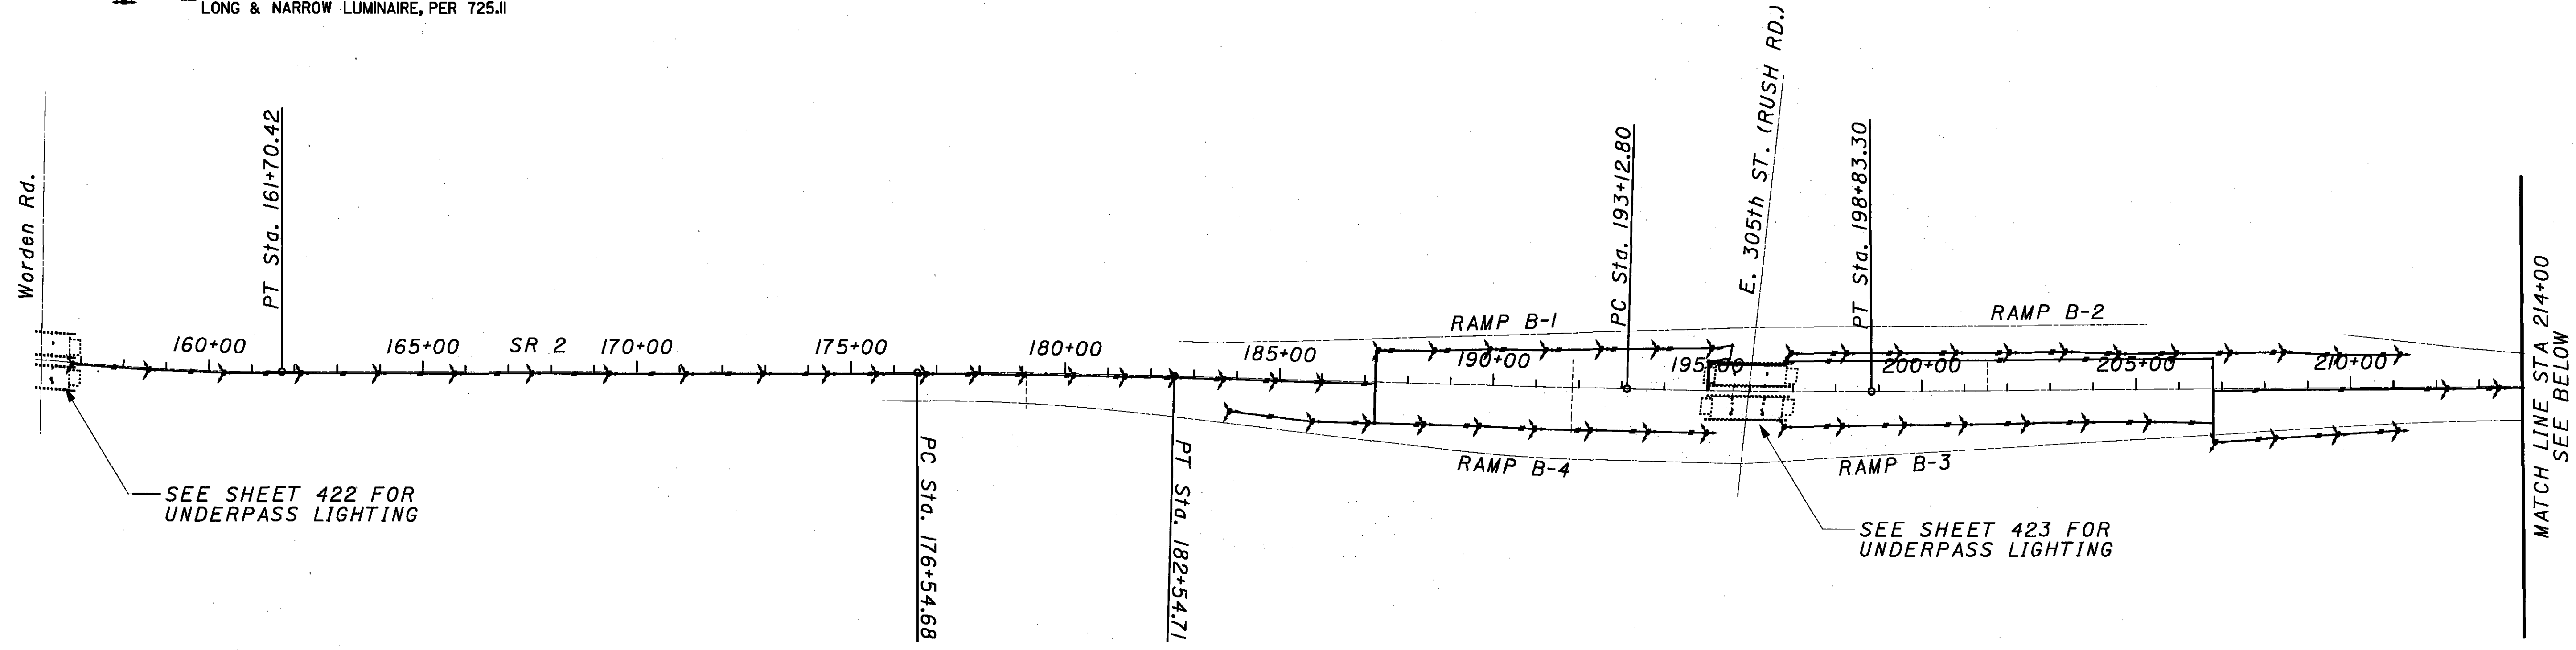 LONG & NARROW LUMINAIRE, PER 725.11
Worden Rd.
PT Sta. 161+70.42
PC Sta. 193+12.80
E. 305th ST. (RUSH RD.)
PT Sta. 198+83.30
RAMP B-1
RAMP B-2
160+00
165+00
SR 2
170+00
175+00
180+00
185+00
190+00
195+00
200+00
205+00
210+00
MATCH LINE STA 214+00
SEE BELOW
PC Sta. 176+54.68
PT Sta. 182+54.71
RAMP B-4
RAMP B-3
SEE SHEET 422 FOR
UNDERPASS LIGHTING
SEE SHEET 423 FOR
UNDERPASS LIGHTING